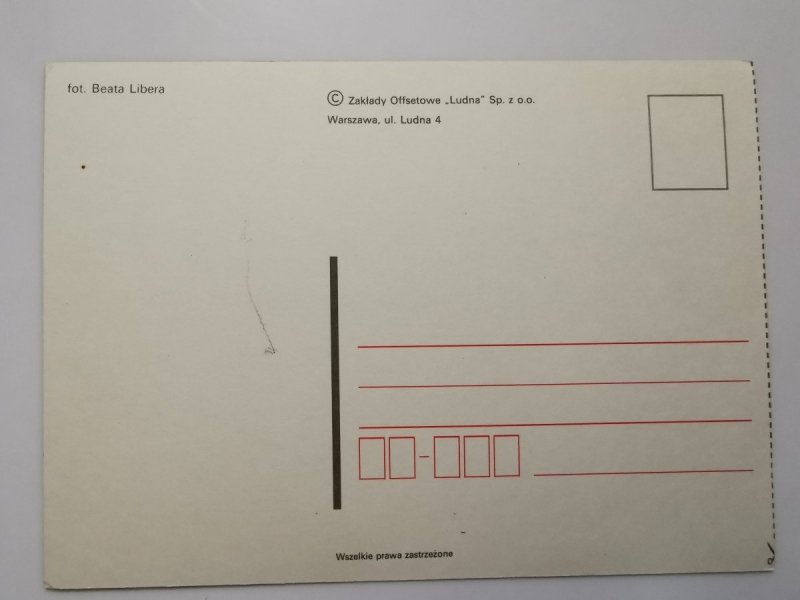 fot. Beata Libera
© Zakłady Offsetowe „Ludna” Sp. z o.o.
Warszawa, ul. Ludna 4
Wszelkie prawa zastrzeżone